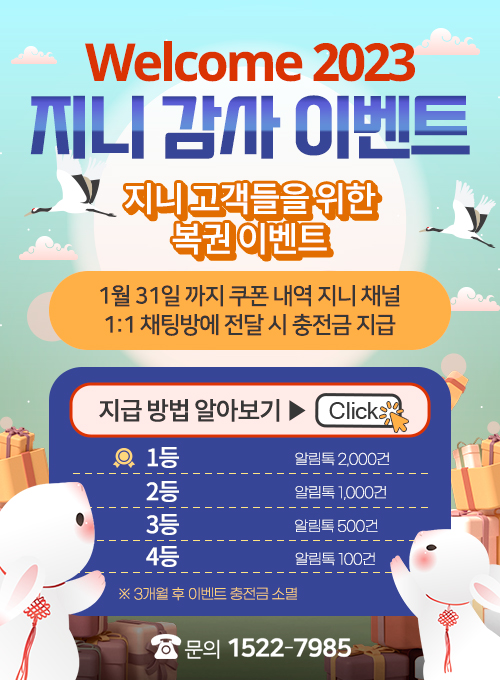 Welcome 2023
지니 감사 이벤트
지니 고객들을 위한
복권 이벤트
1월 31일 까지 쿠폰 내역 지니 채널
1:1 채팅방에 전달 시 충전금 지급
지급 방법 알아보기 ▶ Click
1등 알림톡 2,000건
2등 알림톡 1,000건
3등 알림톡 500건
4등 알림톡 100건
※ 3개월 후 이벤트 충전금 소멸
☎ 문의 1522-7985